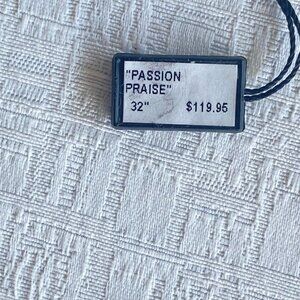 "PASSION
PRAISE"
32" $119.95